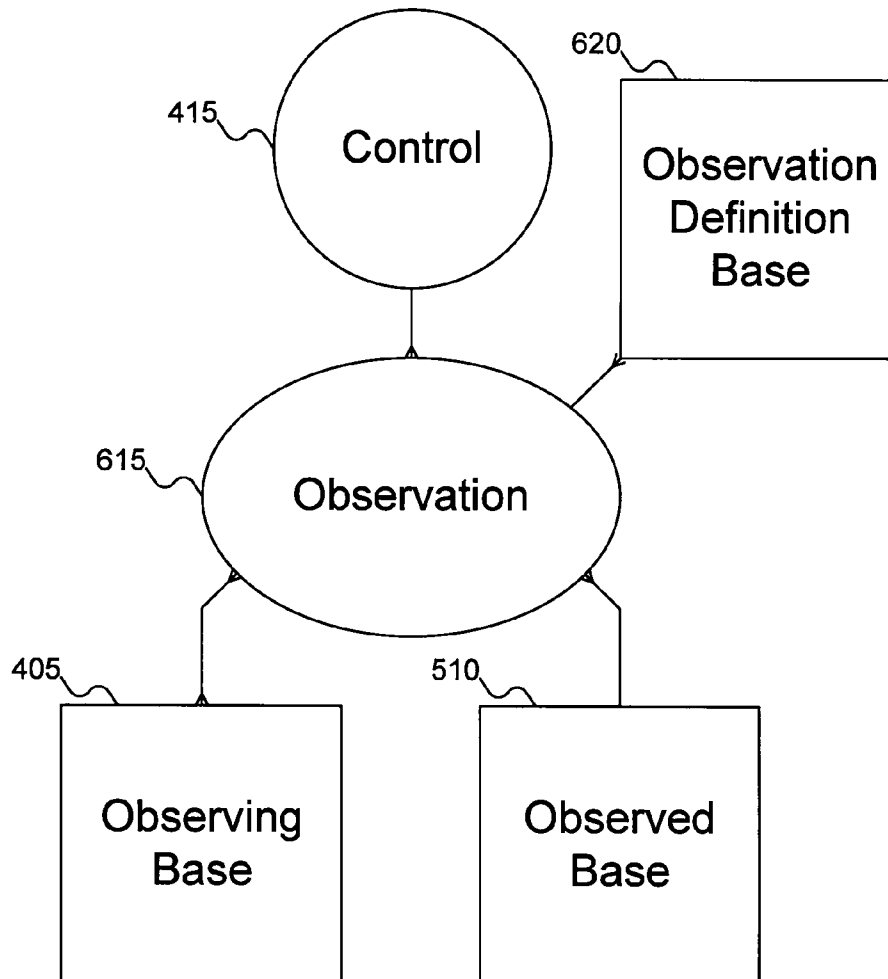 620
415
Control
Observation
Definition
Base
615
Observation
405
510
Observing
Base
Observed
Base